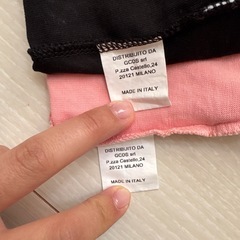 DISTRIBUITO DA
GCDS srl
P.zza Castello,24
20121 MILANO
MADE IN ITALY
DISTRIBUITO DA
GCDS srl
P.zza Castello,24
20121 MILANO
MADE IN ITALY